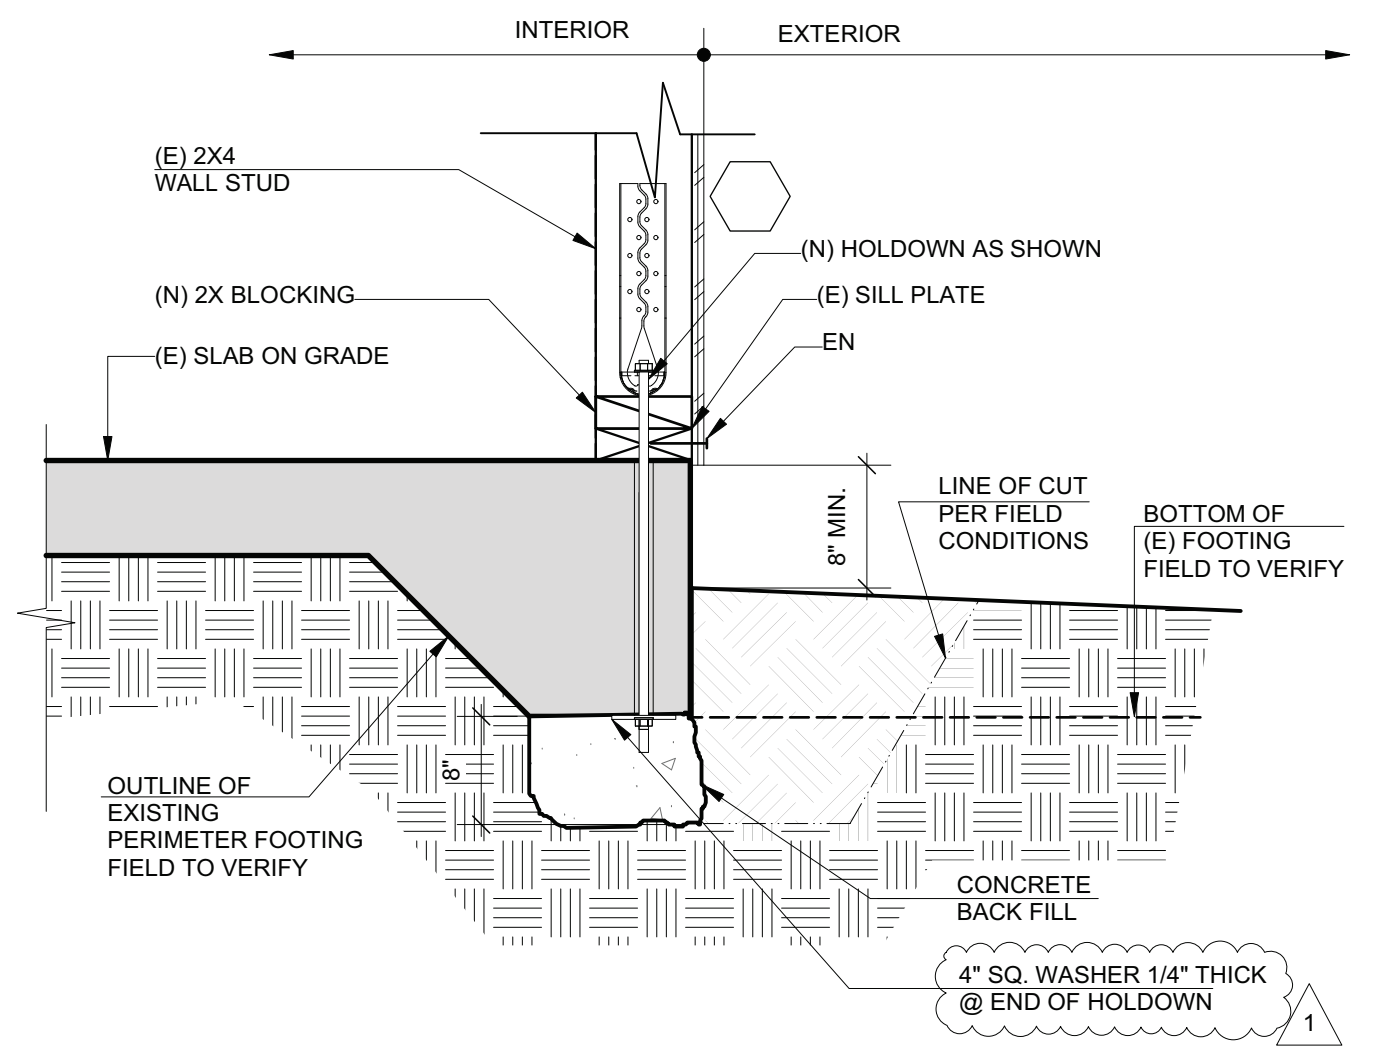 INTERIOR
EXTERIOR
(E) 2X4
WALL STUD
(N) HOLDOWN AS SHOWN
(N) 2X BLOCKING
(E) SILL PLATE
EN
(E) SLAB ON GRADE
8" MIN.
LINE OF CUT
PER FIELD
CONDITIONS
BOTTOM OF
(E) FOOTING
FIELD TO VERIFY
8"
OUTLINE OF
EXISTING
PERIMETER FOOTING
FIELD TO VERIFY
CONCRETE
BACK FILL
4" SQ. WASHER 1/4" THICK
@ END OF HOLDOWN
1